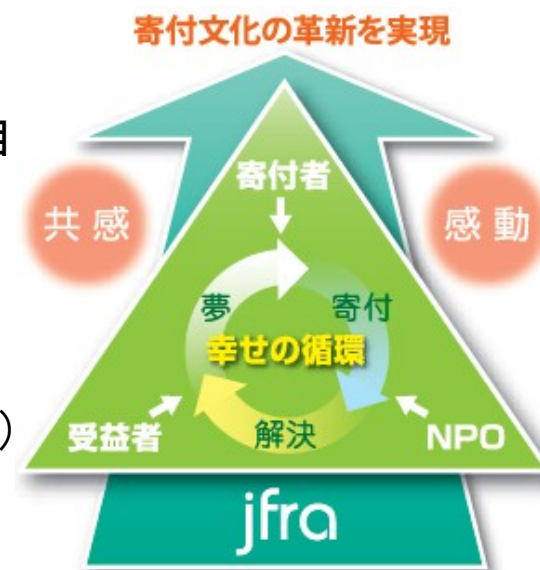 寄付文化の革新を実現
寄付者
共感
感動
夢
寄付
幸せの循環
受益者
解決
NPO
)
jfra